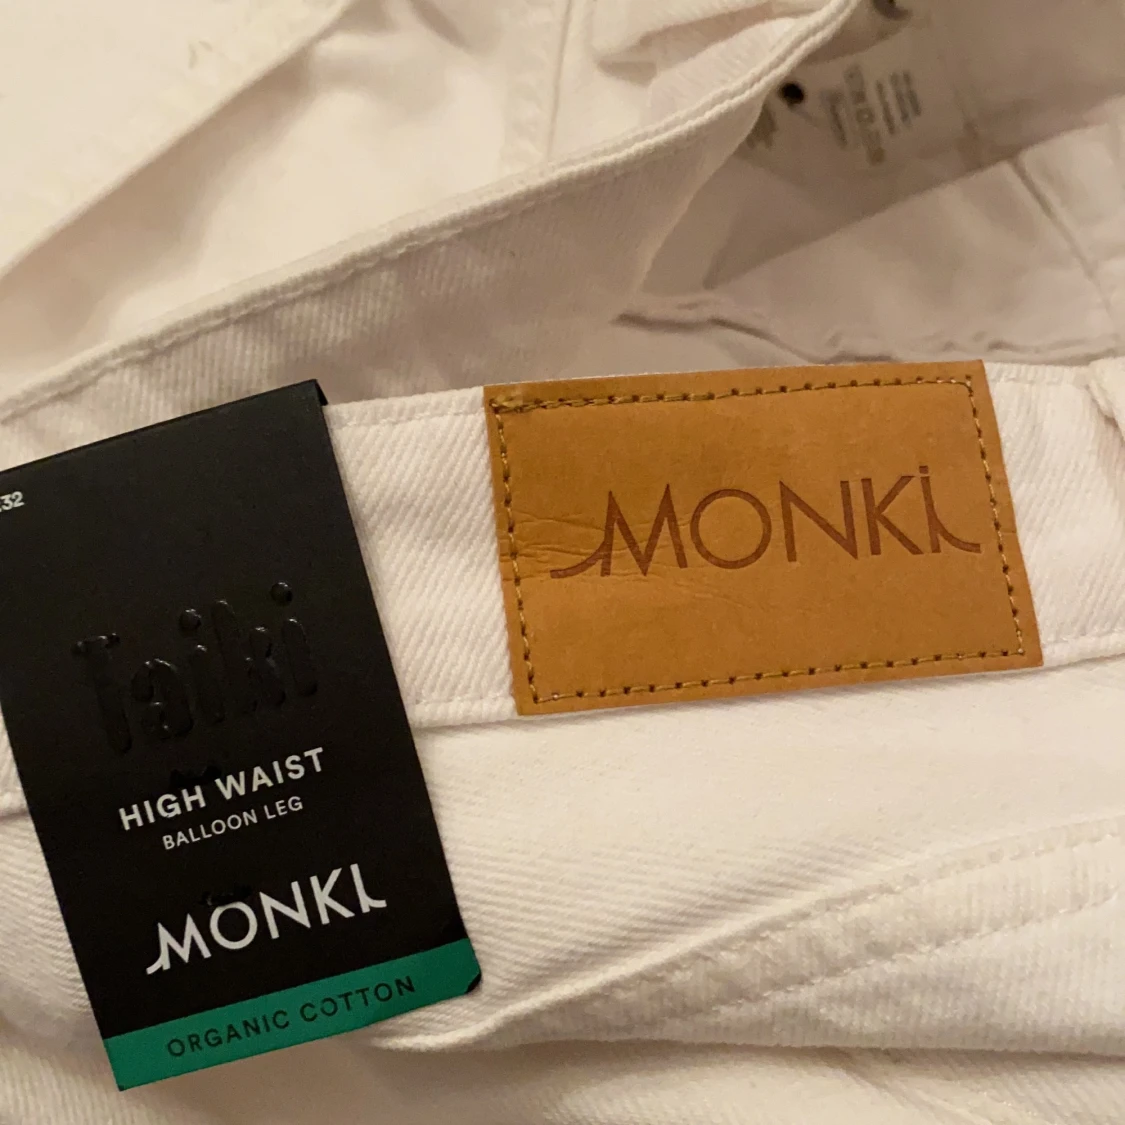 32
Taiki
HIGH WAIST
BALLOON LEG
MONKI
ORGANIC COTTON
MONKI